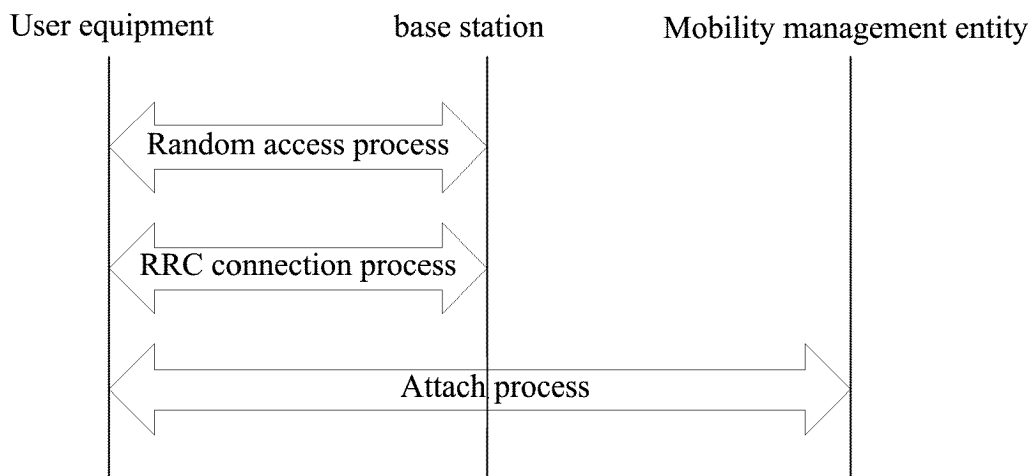 User equipment
base station
Mobility management entity
Random access process
RRC connection process
Attach process